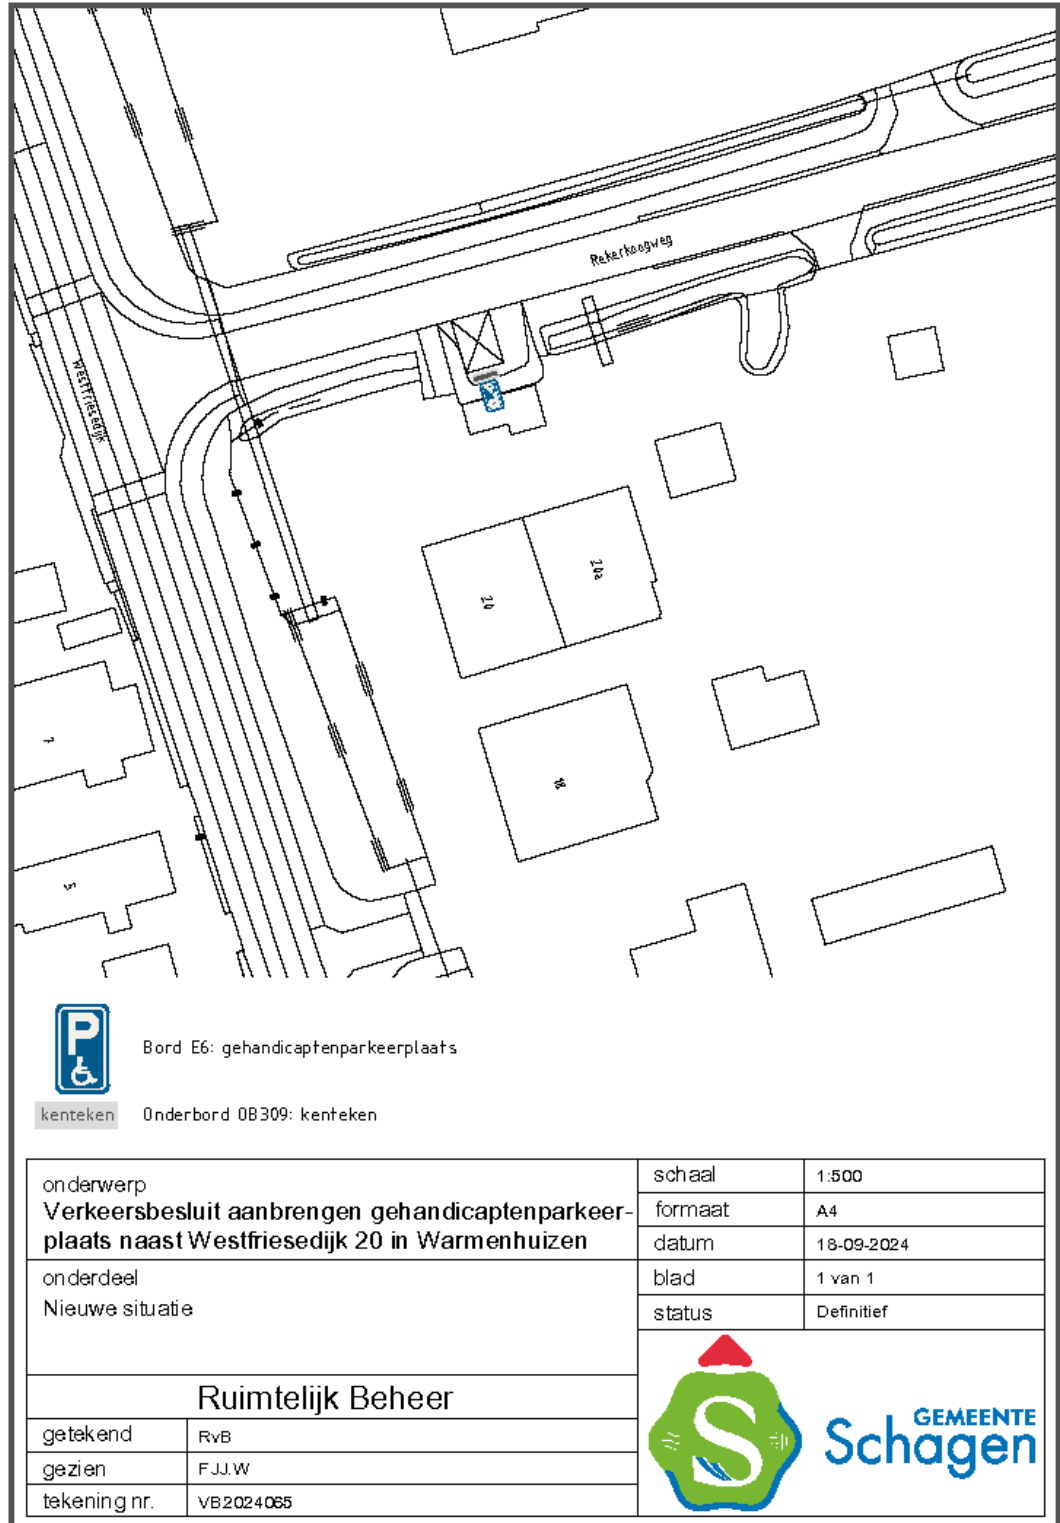 Rekerkoogweg
Westfriesedijk
20
20a
18
7
5
P
Bord E6: gehandicaptenparkeerplaats
kenteken
Onderbord OB309: kenteken
onderwerp
Verkeersbesluit aanbrengen gehandicaptenparkeer-
plaats naast Westfriesedijk 20 in Warmenhuizen
onderdeel
Nieuwe situatie
schaal 1:500
formaat A4
datum 18-09-2024
blad 1 van 1
status Definitief
Ruimtelijk Beheer
getekend RvB
gezien F.J.J.W
tekening nr. VB2024065
S
GEMEENTE
Schagen